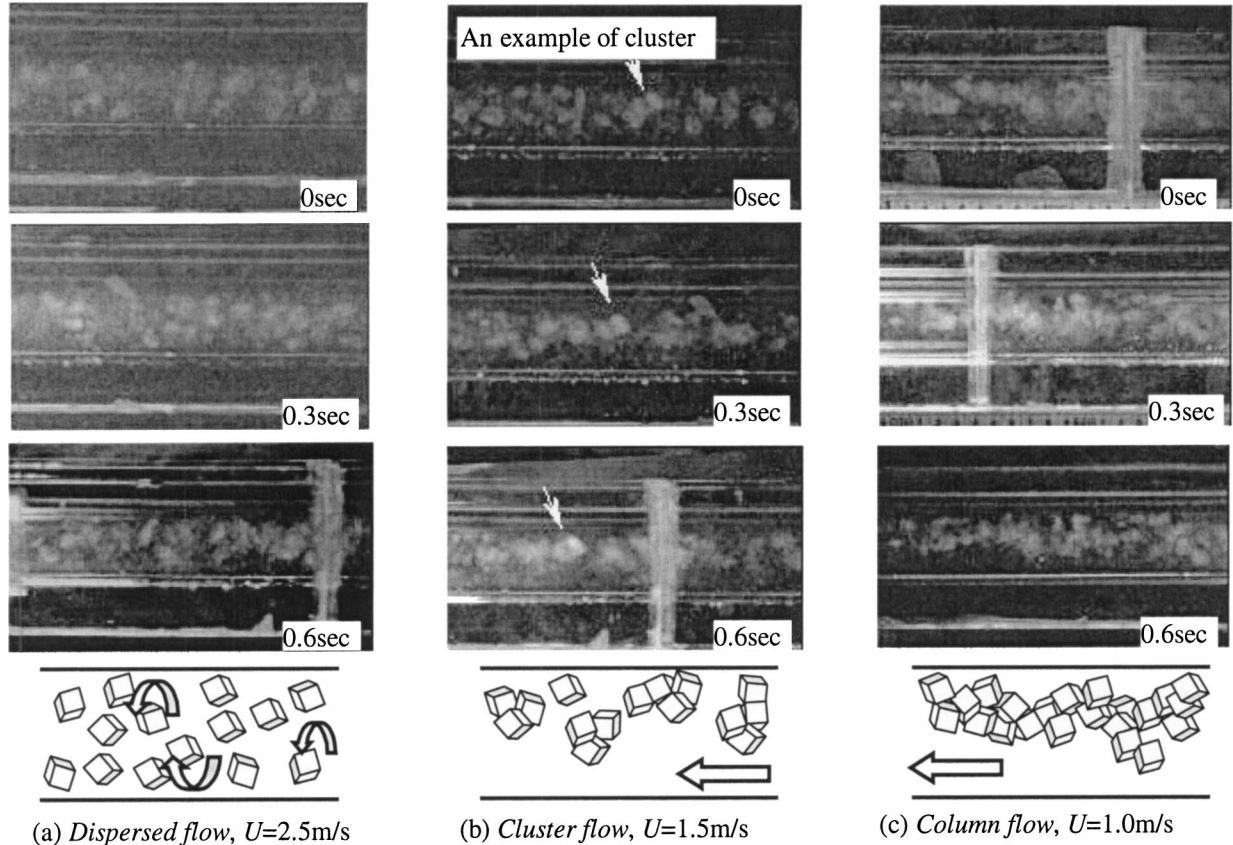 An example of cluster
0sec
0sec
0sec
0.3sec
0.3sec
0.3sec
0.6sec
0.6sec
0.6sec
(a) Dispersed flow, U=2.5m/s
(b) Cluster flow, U=1.5m/s
(c) Column flow, U=1.0m/s